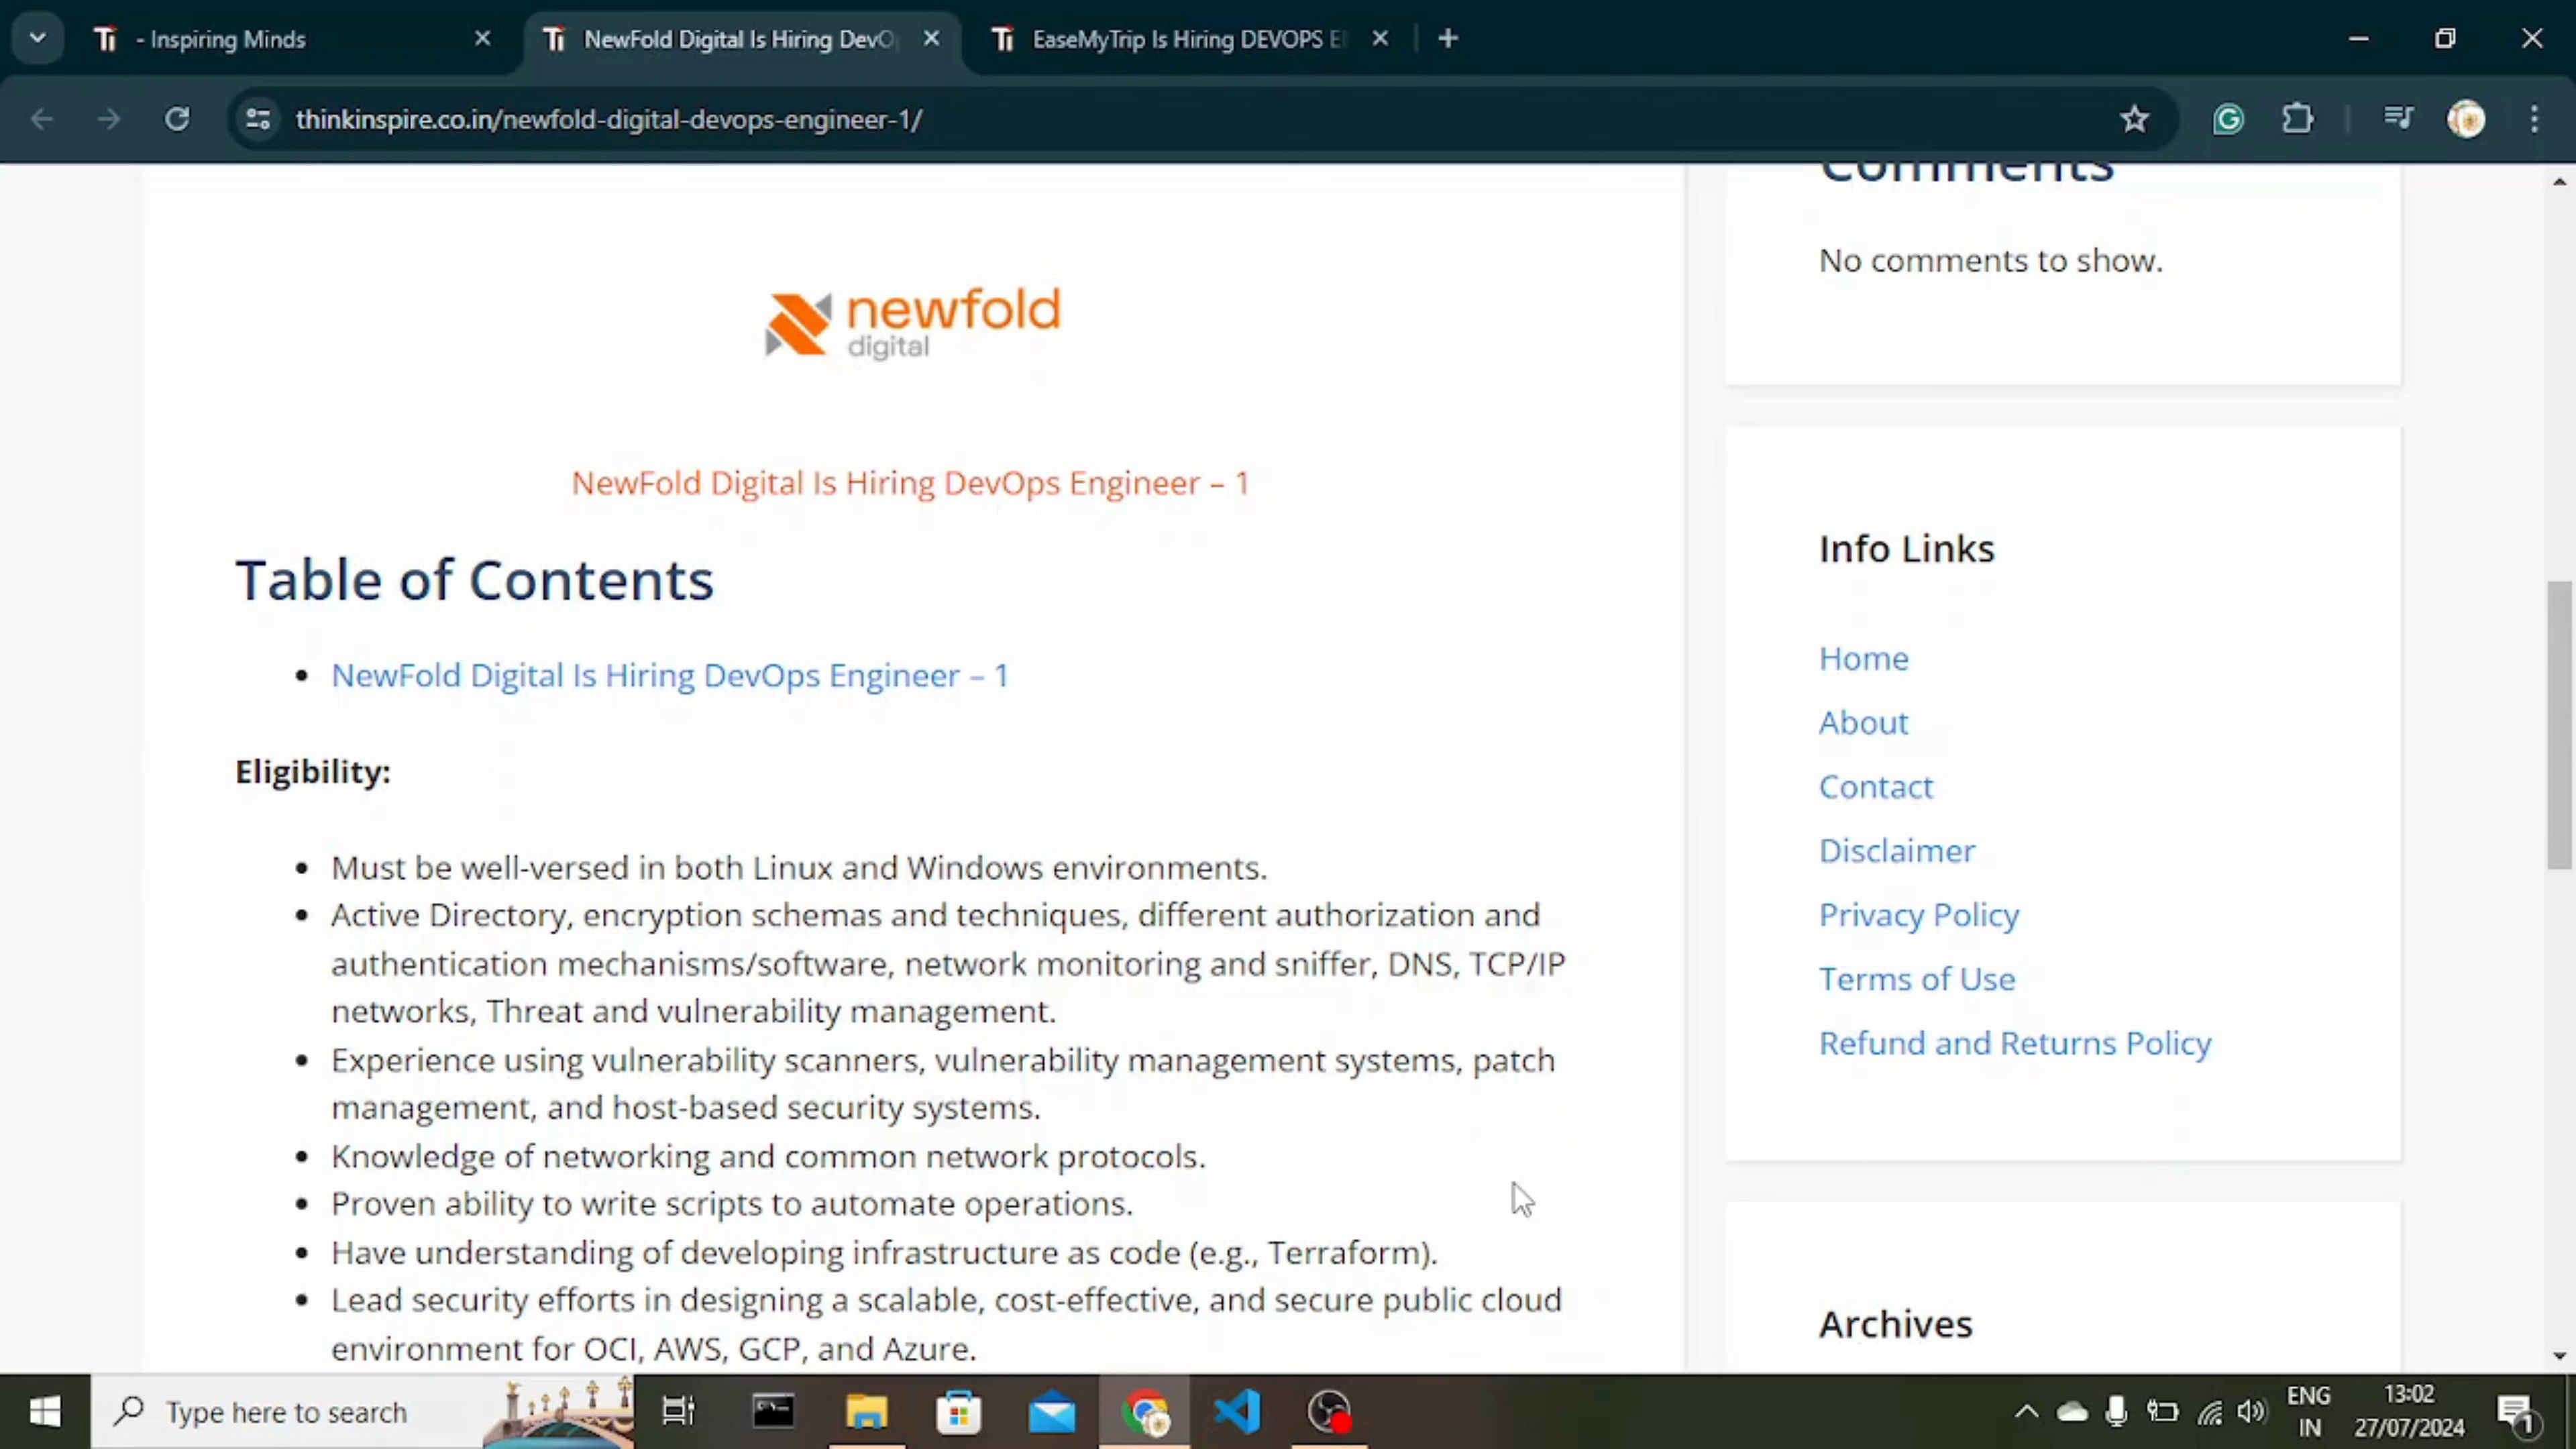 - Inspiring Minds
NewFold Digital Is Hiring DevO
EaseMyTrip Is Hiring DEVOPS E
thinkinspire.co.in/newfold-digital-devops-engineer-1/
newfold
digital
NewFold Digital Is Hiring DevOps Engineer – 1
Table of Contents
• NewFold Digital Is Hiring DevOps Engineer – 1
Eligibility:
• Must be well-versed in both Linux and Windows environments.
• Active Directory, encryption schemas and techniques, different authorization and
authentication mechanisms/software, network monitoring and sniffer, DNS, TCP/IP
networks, Threat and vulnerability management.
• Experience using vulnerability scanners, vulnerability management systems, patch
management, and host-based security systems.
• Knowledge of networking and common network protocols.
• Proven ability to write scripts to automate operations.
• Have understanding of developing infrastructure as code (e.g., Terraform).
• Lead security efforts in designing a scalable, cost-effective, and secure public cloud
environment for OCI, AWS, GCP, and Azure.
Comments
No comments to show.
Info Links
Home
About
Contact
Disclaimer
Privacy Policy
Terms of Use
Refund and Returns Policy
Archives
Type here to search
ENG
IN
13:02
27/07/2024
1